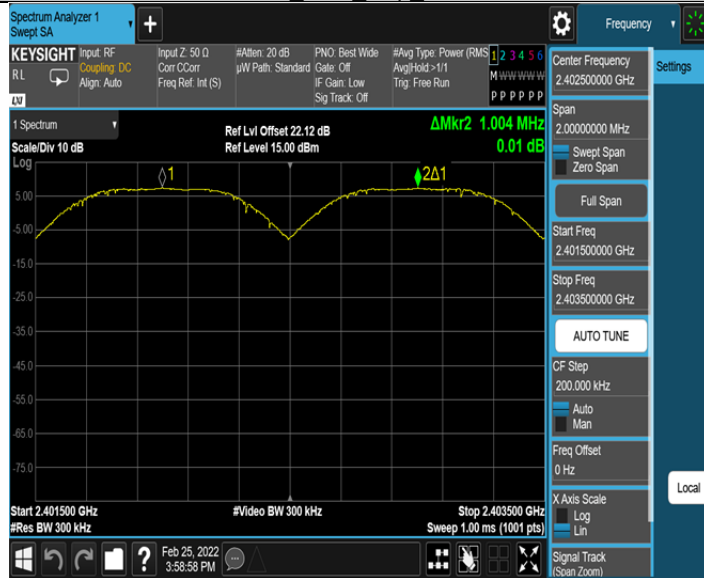 Spectrum Analyzer 1
Swept SA
+
Frequency
KEYSIGHT
RL
LXI
Input: RF
Coupling: DC
Align: Auto
Input Z: 50 Ω
Corr CCorr
Freq Ref: Int (S)
#Atten: 20 dB
µW Path: Standard
PNO: Best Wide
Gate: Off
IF Gain: Low
Sig Track: Off
#Avg Type: Power (RMS
Avg|Hold:>1/1
Trig: Free Run
1 2 3 4 5 6
M W W W W W
P P P P P P
Center Frequency
2.402500000 GHz
Settings
Span
2.00000000 MHz
Swept Span
Zero Span
Full Span
Start Freq
2.401500000 GHz
Stop Freq
2.403500000 GHz
AUTO TUNE
CF Step
200.000 kHz
Auto
Man
Freq Offset
0 Hz
X Axis Scale
Log
Lin
Signal Track
(Span Zoom)
Local
1 Spectrum
Scale/Div 10 dB
Ref Lvl Offset 22.12 dB
Ref Level 15.00 dBm
ΔMkr2 1.004 MHz
0.01 dB
Log
1
2Δ1
5.00
-5.00
-15.0
-25.0
-35.0
-45.0
-55.0
-65.0
-75.0
Start 2.401500 GHz
#Res BW 300 kHz
#Video BW 300 kHz
Stop 2.403500 GHz
Sweep 1.00 ms (1001 pts)
?
Feb 25, 2022
3:58:58 PM